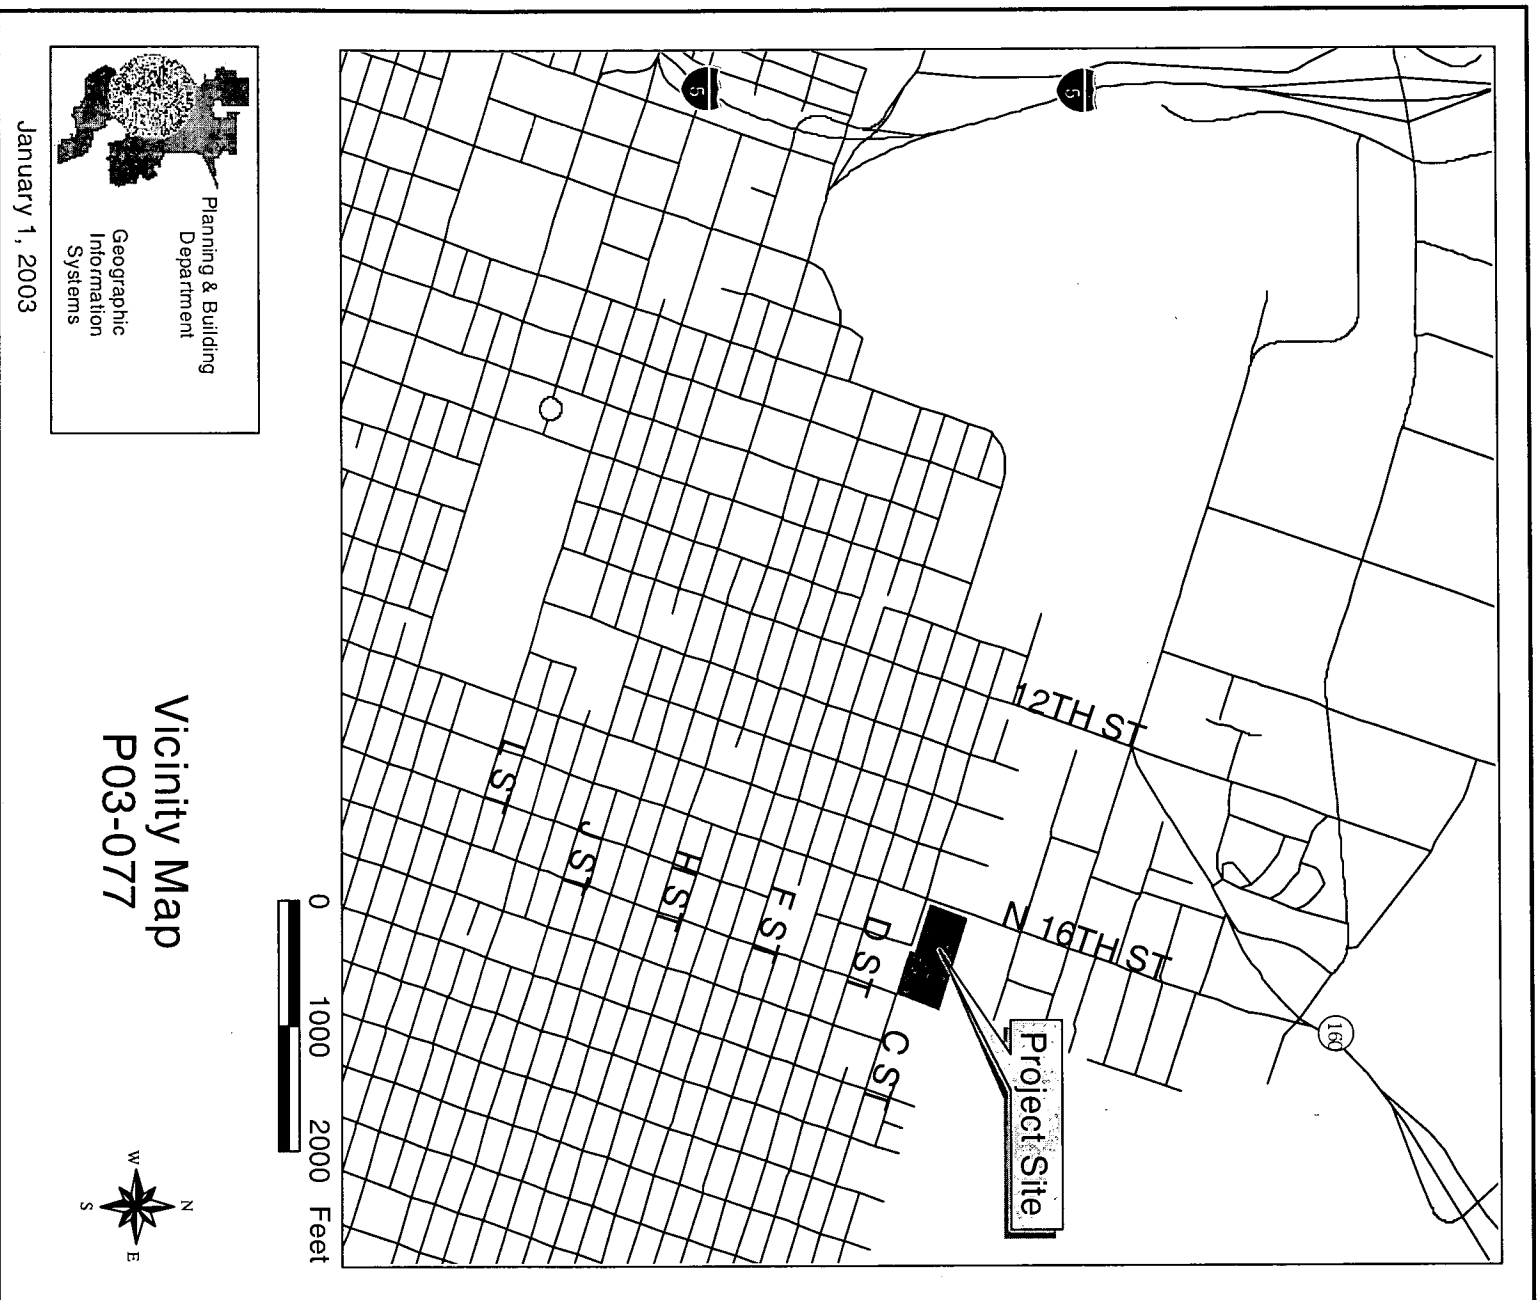 5
5
160
12TH ST
N 16TH ST
Project Site
C ST
D ST
F ST
H ST
J ST
L ST
0 1000 2000 Feet
Planning & Building
Department
Geographic
Information
Systems
January 1, 2003
Vicinity Map
P03-077
N
W
E
S